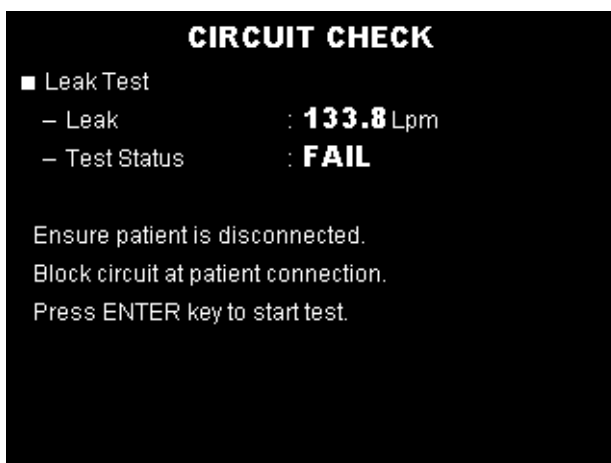 CIRCUIT CHECK
■ Leak Test
– Leak : 133.8 Lpm
– Test Status : FAIL
Ensure patient is disconnected.
Block circuit at patient connection.
Press ENTER key to start test.